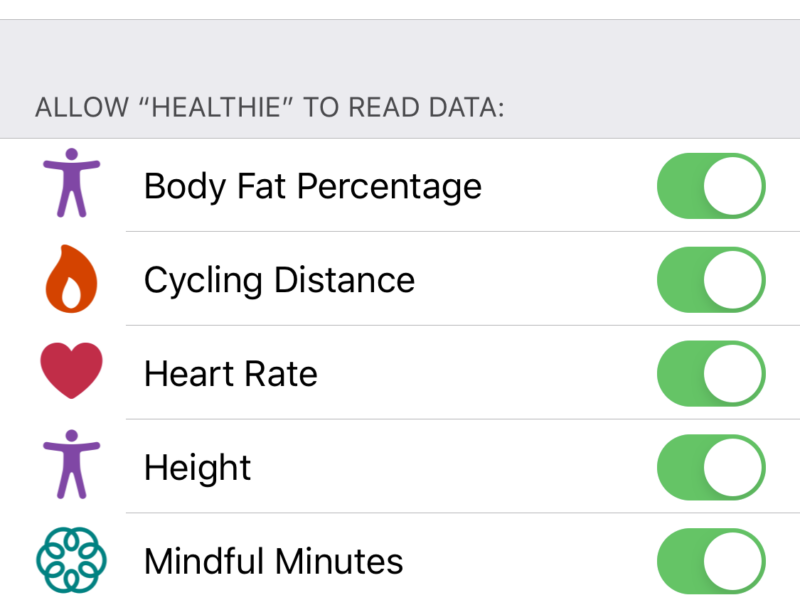 ALLOW “HEALTHIE” TO READ DATA:
Body Fat Percentage
Cycling Distance
Heart Rate
Height
Mindful Minutes